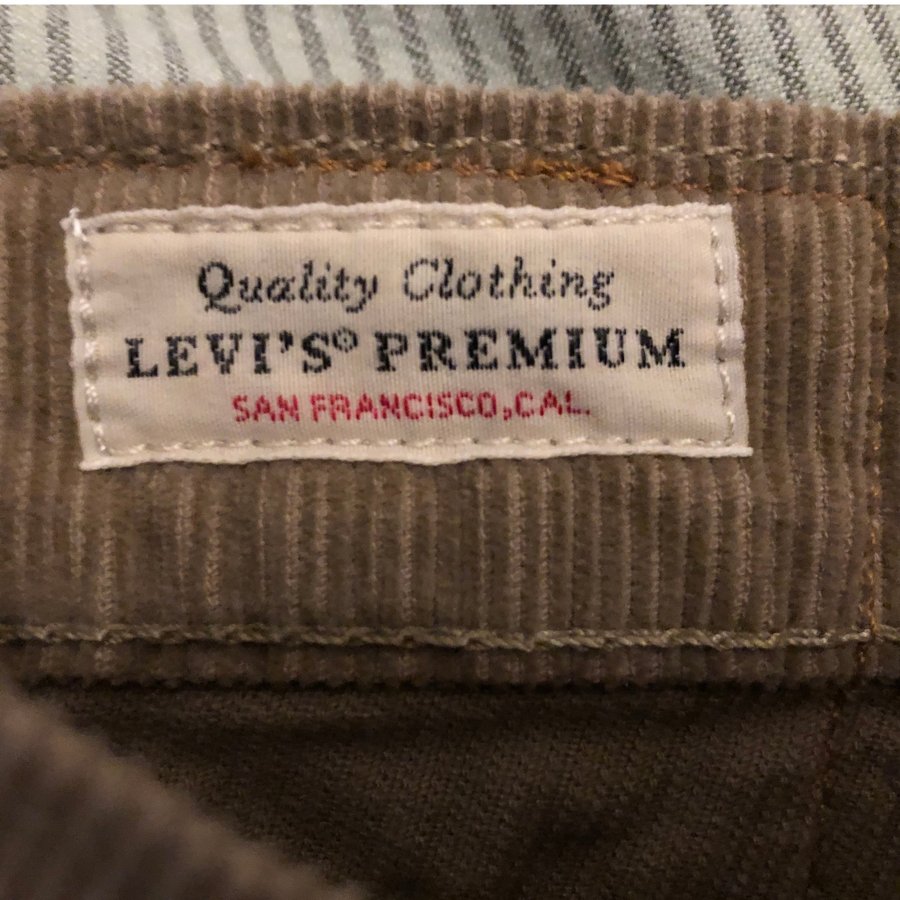 Quality Clothing
LEVI'S® PREMIUM
SAN FRANCISCO, CAL.